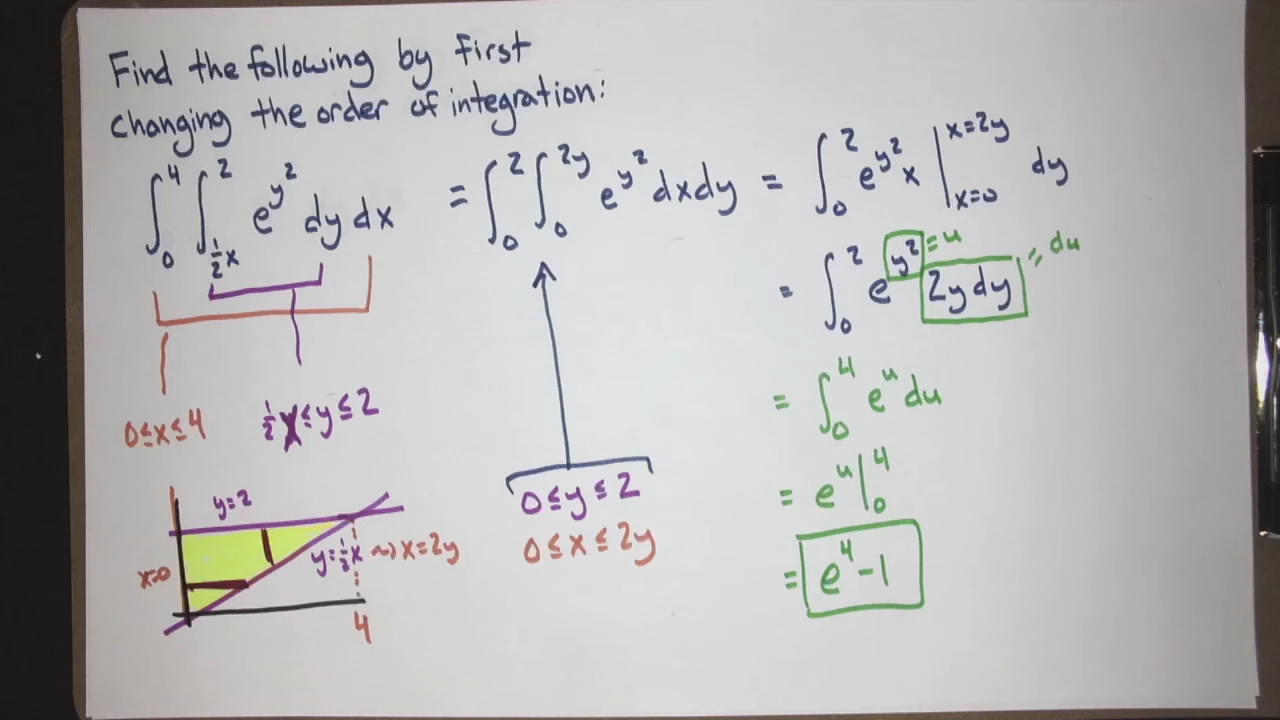 Find the following by first
changing the order of integration:
∫₀⁴ ∫_{½x}² e^{y²} dy dx = ∫₀² ∫₀^{2y} e^{y²} dx dy = ∫₀² e^{y²} x |_{x=0}^{x=2y} dy
= ∫₀² e^{y²} 2y dy
= u
= du
= ∫₀⁴ e^u du
0≤x≤4
½x≤y≤2
= e^u |₀⁴
0≤y≤2
0≤x≤2y
= e⁴-1
y=2
x=0
y=½x ⇝ x=2y
4